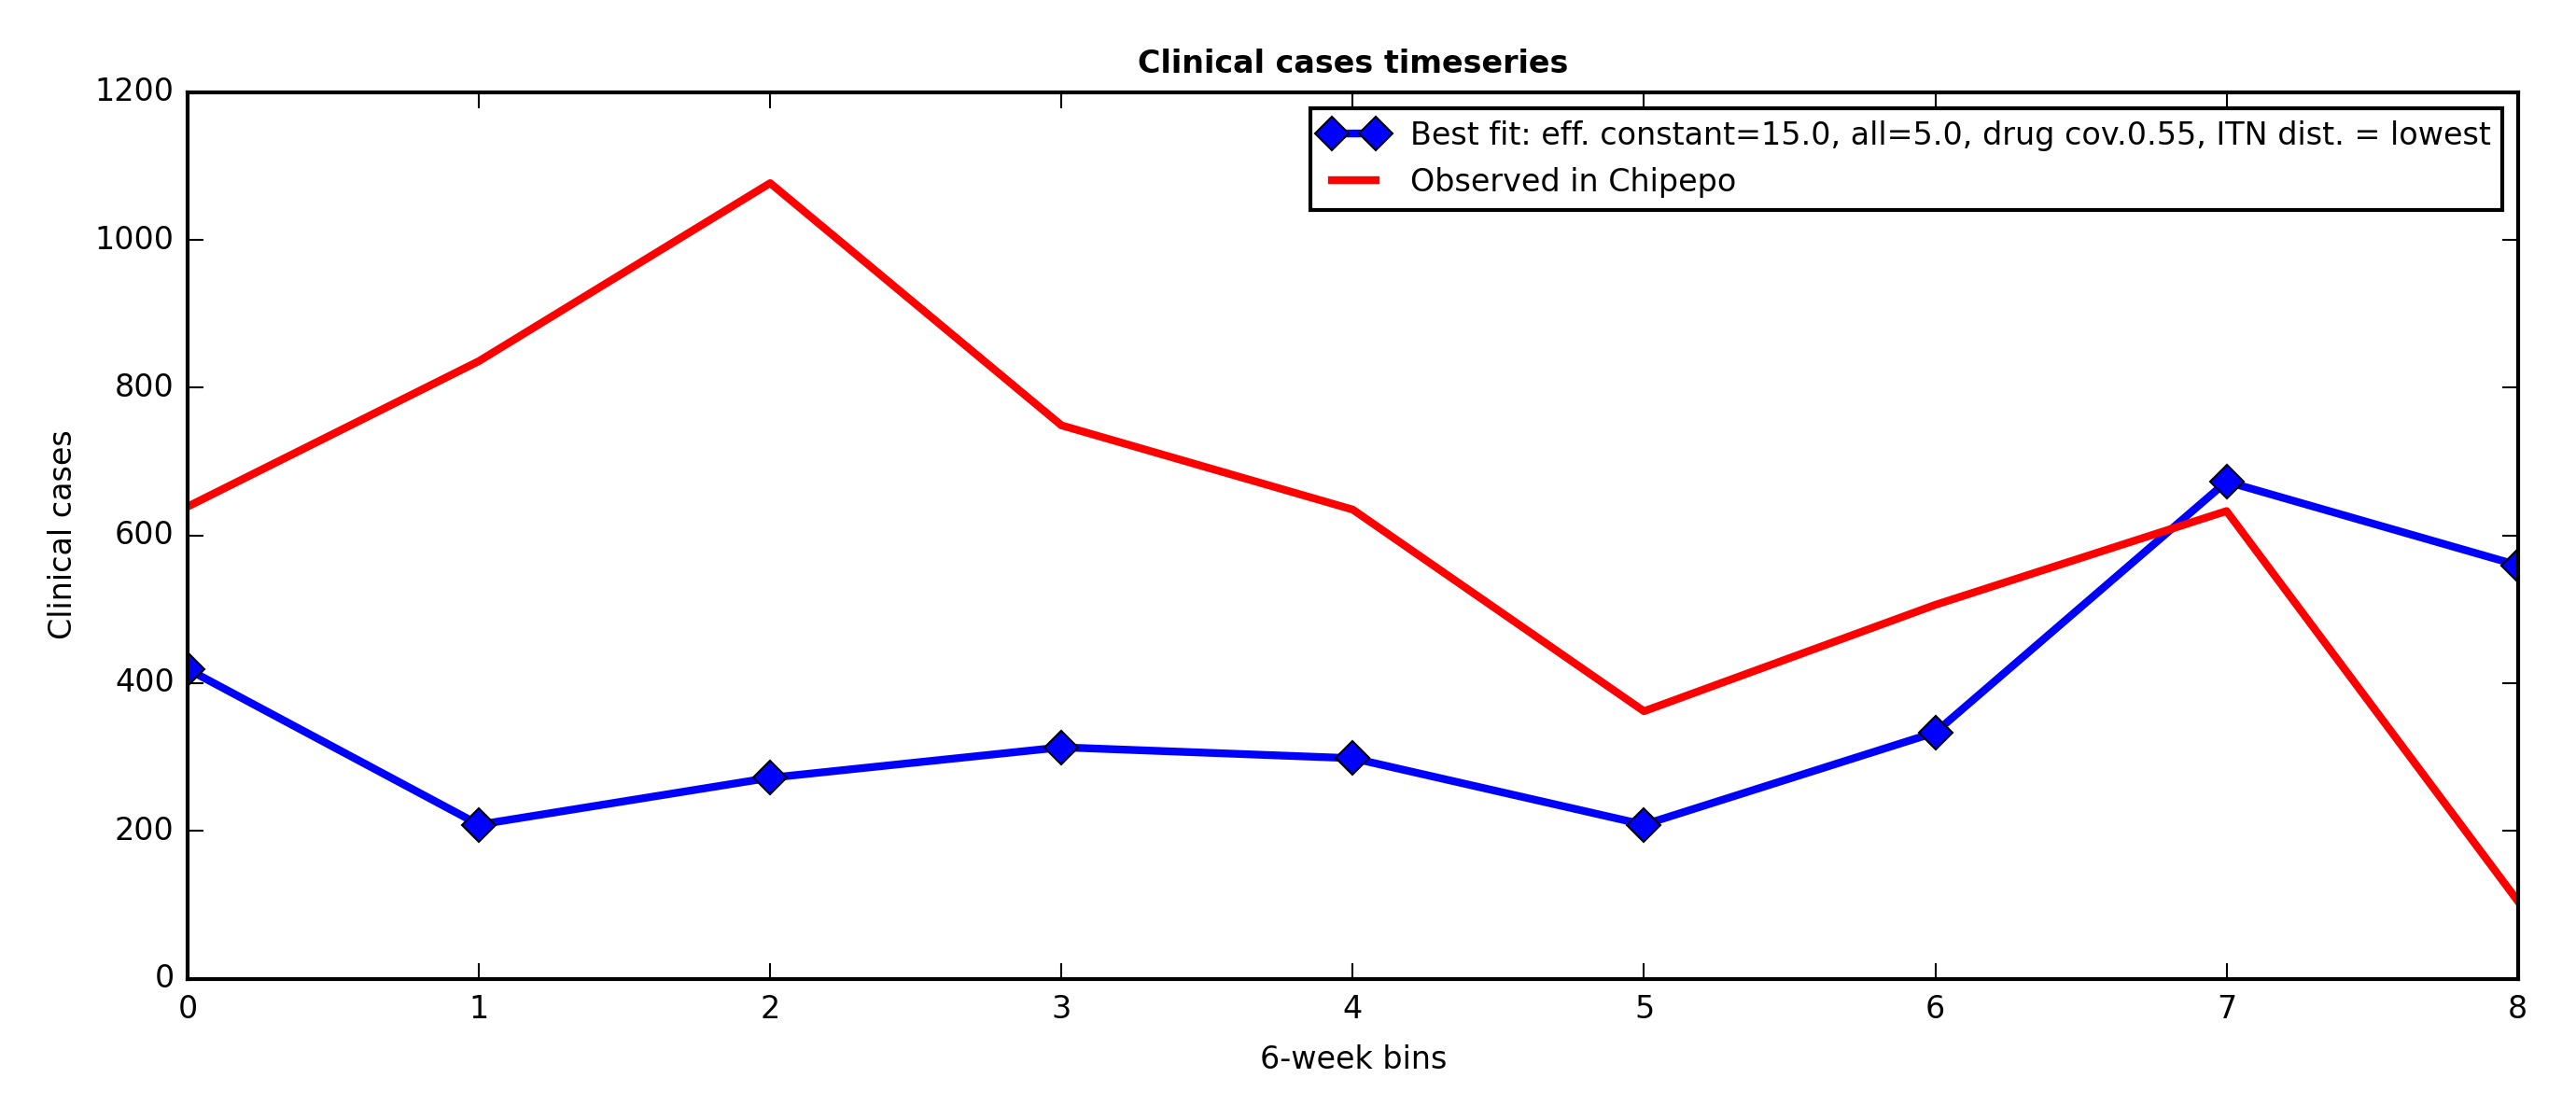 Clinical cases timeseries
1200
1000
800
600
400
200
0
Clinical cases
Best fit: eff. constant=15.0, all=5.0, drug cov.0.55, ITN dist. = lowest
Observed in Chipepo
0 1 2 3 4 5 6 7 8
6-week bins